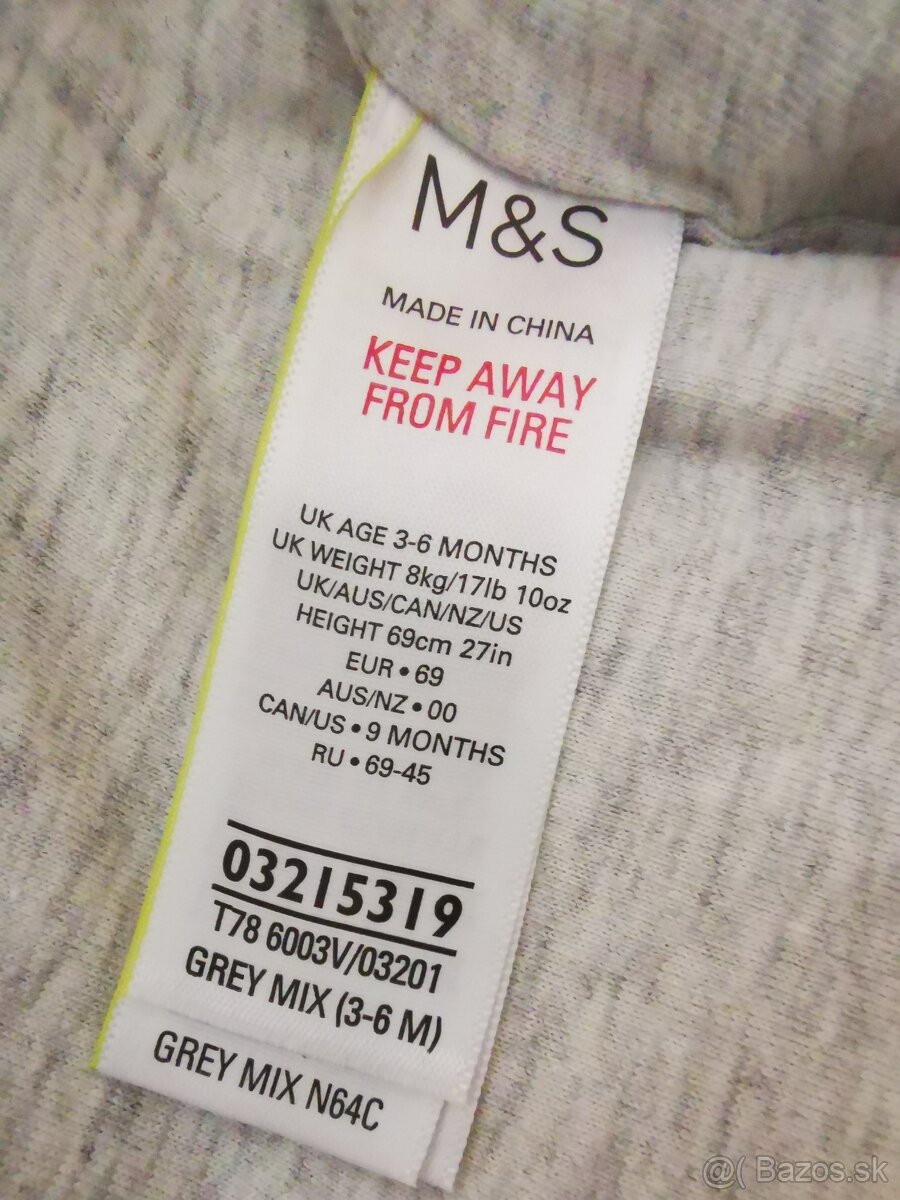 M&S
MADE IN CHINA
KEEP AWAY
FROM FIRE
UK AGE 3-6 MONTHS
UK WEIGHT 8kg/17lb 10oz
UK/AUS/CAN/NZ/US
HEIGHT 69cm 27in
EUR • 69
AUS/NZ • 00
CAN/US • 9 MONTHS
RU • 69-45
03215319
T78 6003V/03201
GREY MIX (3-6 M)
GREY MIX N64C
@( Bazos.sk